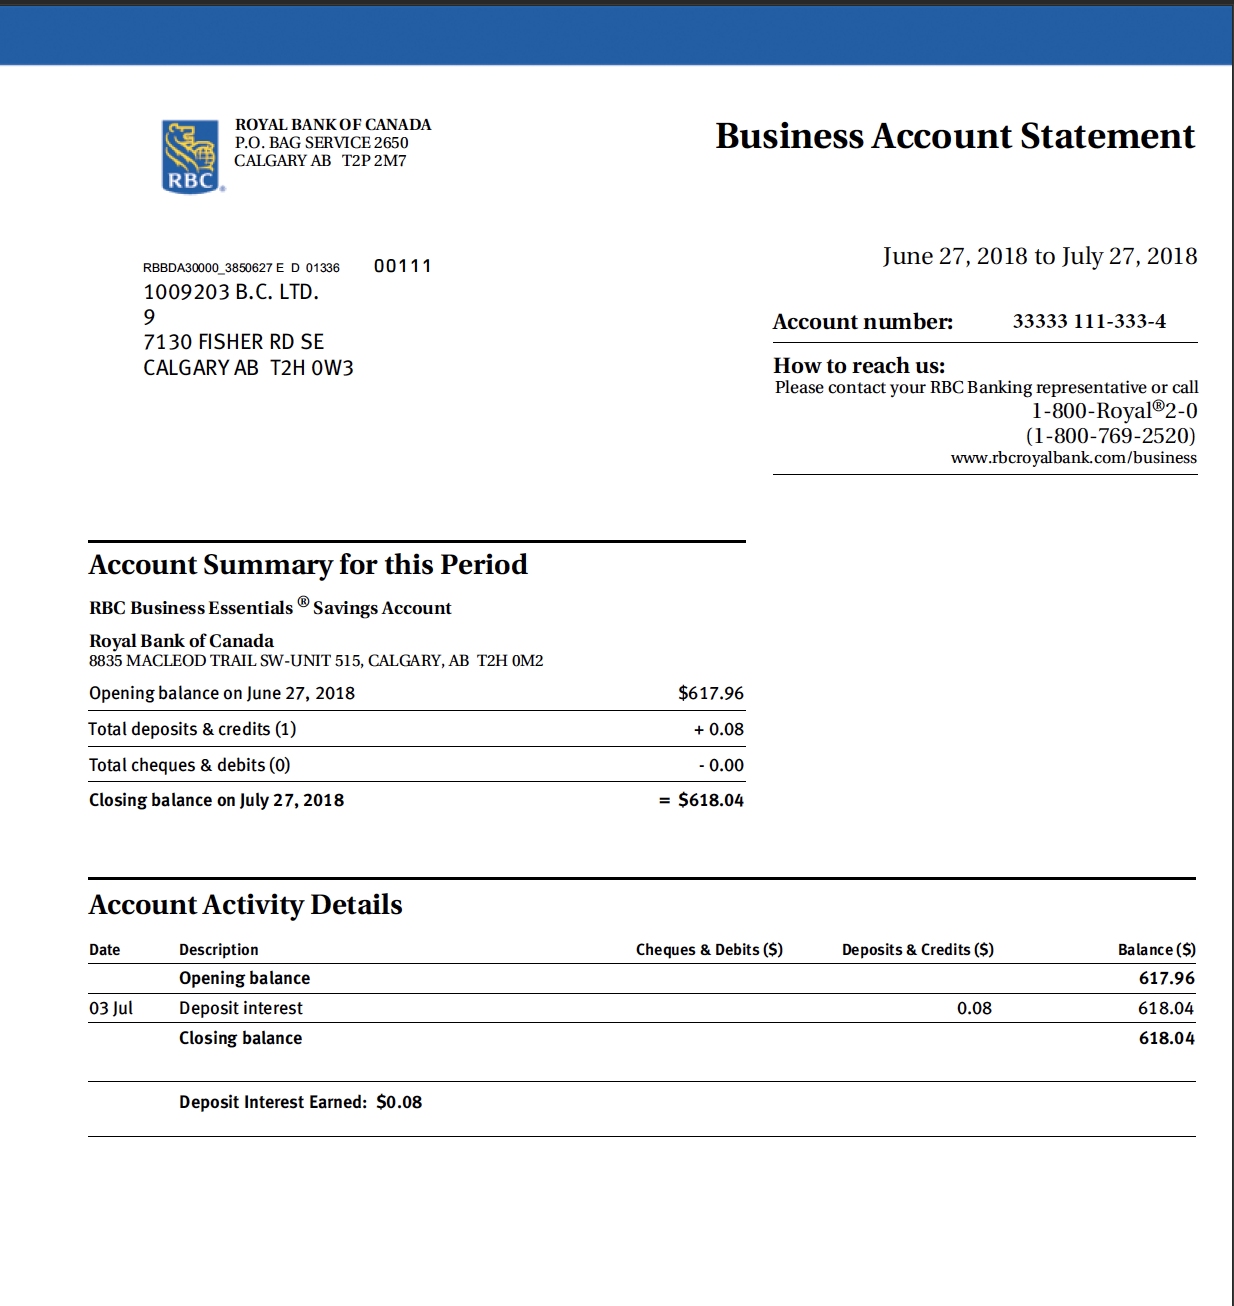 ROYAL BANK OF CANADA
P.O. BAG SERVICE 2650
CALGARY AB T2P 2M7
RBC®
Business Account Statement
June 27, 2018 to July 27, 2018
RBBDA30000_3850627 E D 01336 00111
1009203 B.C. LTD.
9
7130 FISHER RD SE
CALGARY AB T2H 0W3
Account number: 33333 111-333-4
How to reach us:
Please contact your RBC Banking representative or call
1-800-Royal®2-0
(1-800-769-2520)
www.rbcroyalbank.com/business
Account Summary for this Period
RBC Business Essentials ® Savings Account
Royal Bank of Canada
8835 MACLEOD TRAIL SW-UNIT 515, CALGARY, AB T2H 0M2
Opening balance on June 27, 2018 $617.96
Total deposits & credits (1) + 0.08
Total cheques & debits (0) - 0.00
Closing balance on July 27, 2018 = $618.04
Account Activity Details
Date Description Cheques & Debits ($) Deposits & Credits ($) Balance ($)
Opening balance 617.96
03 Jul Deposit interest 0.08 618.04
Closing balance 618.04
Deposit Interest Earned: $0.08